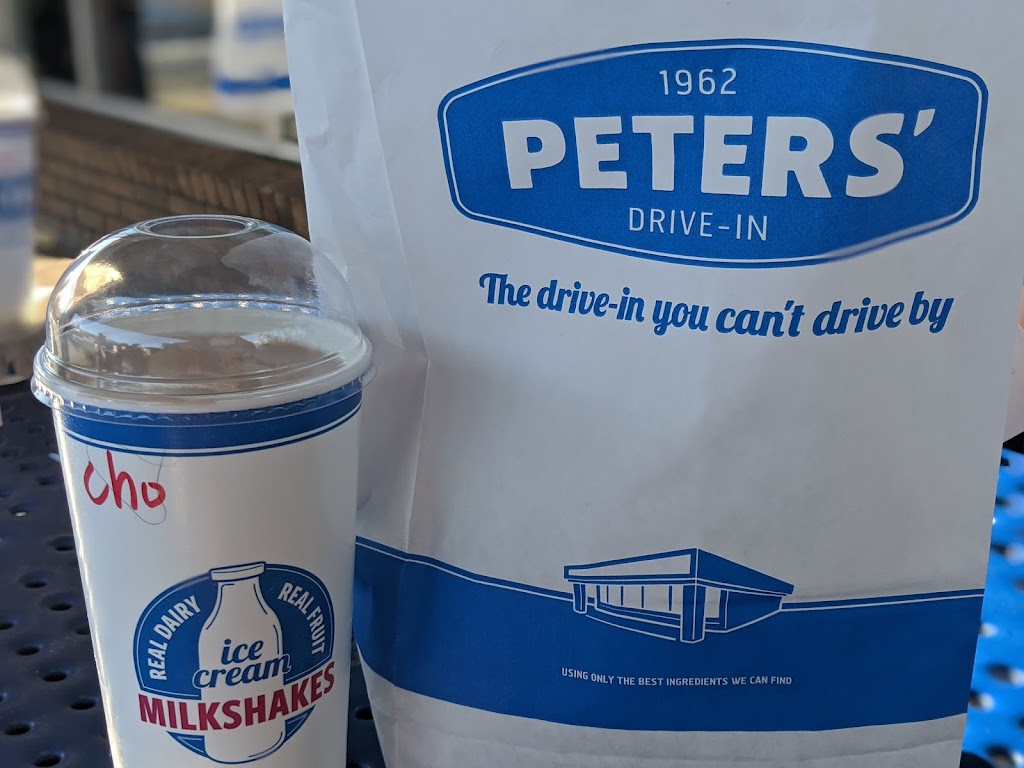 1962
PETERS'
DRIVE-IN
The drive-in you can't drive by
USING ONLY THE BEST INGREDIENTS WE CAN FIND
cho
REAL DAIRY
REAL FRUIT
ice
cream
MILKSHAKES